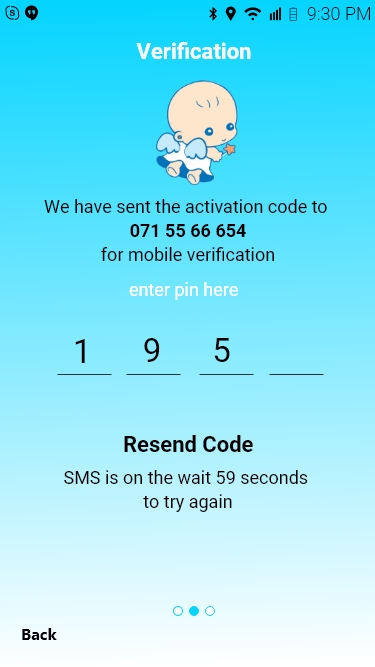 9:30 PM
Verification
We have sent the activation code to
071 55 66 654
for mobile verification
enter pin here
1 9 5
Resend Code
SMS is on the wait 59 seconds
to try again
Back